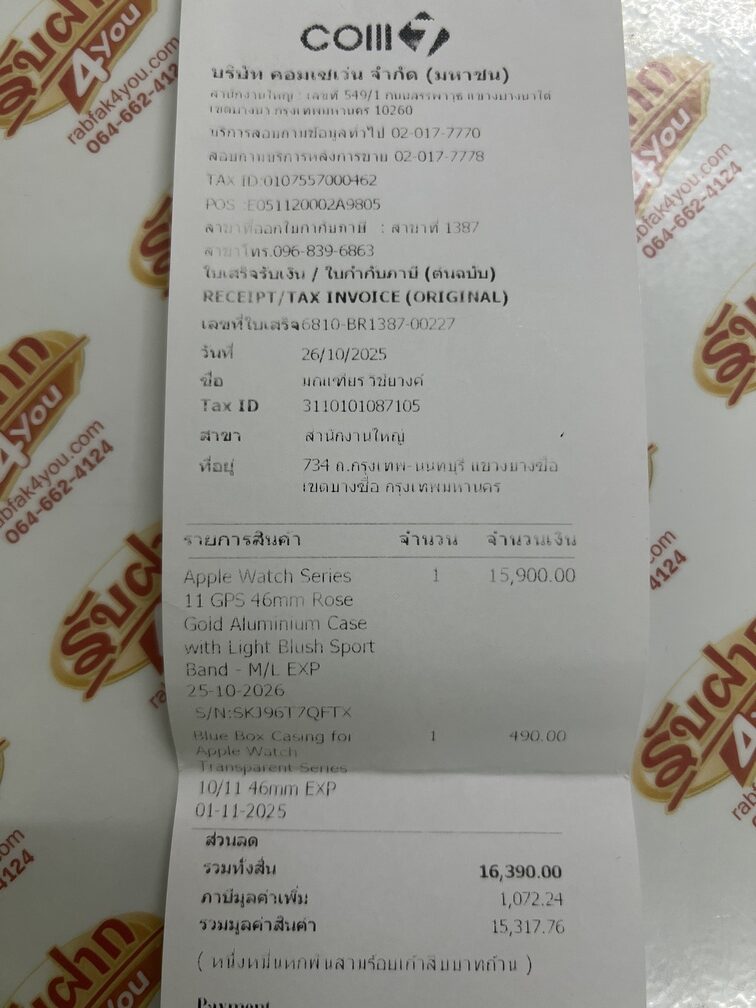 COM7
บริษัท คอมเซเว่น จำกัด (มหาชน)
สำนักงานใหญ่ : เลขที่ 549/1 ถนนสรรพาวุธ แขวงบางนาใต้
เขตบางนา กรุงเทพมหานคร 10260
บริการสอบถามข้อมูลทั่วไป 02-017-7770
สอบถามบริการหลังการขาย 02-017-7778
TAX ID:0107557000462
POS :E051120002A9805
สาขาที่ออกใบกำกับภาษี : สาขาที่ 1387
สาขาโทร.096-839-6863
ใบเสร็จรับเงิน / ใบกำกับภาษี (ต้นฉบับ)
RECEIPT/TAX INVOICE (ORIGINAL)
เลขที่ใบเสร็จ6810-BR1387-00227
วันที่ 26/10/2025
ชื่อ มณเฑียร วิชัยวงค์
Tax ID 3110101087105
สาขา สำนักงานใหญ่
ที่อยู่ 734 ถ.กรุงเทพ-นนทบุรี แขวงบางซื่อ
เขตบางซื่อ กรุงเทพมหานคร
รายการสินค้า จำนวน จำนวนเงิน
Apple Watch Series 1 15,900.00
11 GPS 46mm Rose
Gold Aluminium Case
with Light Blush Sport
Band - M/L EXP
25-10-2026
S/N:SKJ96T7QFTX
Blue Box Casing for 1 490.00
Apple Watch
Transparent Series
10/11 46mm EXP
01-11-2025
ส่วนลด
รวมทั้งสิ้น 16,390.00
ภาษีมูลค่าเพิ่ม 1,072.24
รวมมูลค่าสินค้า 15,317.76
( หนึ่งหมื่นหกพันสามร้อยเก้าสิบบาทถ้วน )
Payment
รับฝาก
4you
rabfak4you.com
064-662-4124